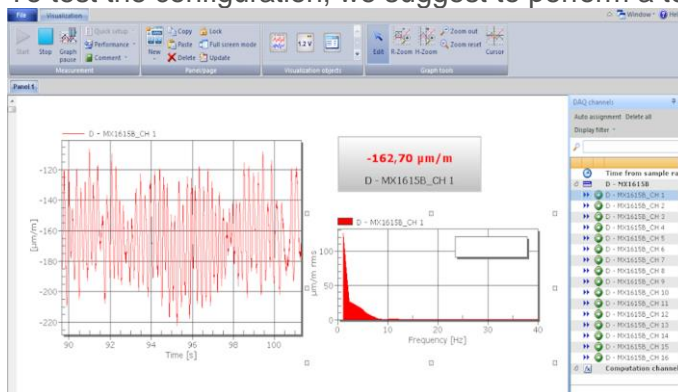 To test the configuration, we suggest to perform a te
File Visualization
Window Hel
Start Stop Graph pause
Quick setup
Performance
Comment
Measurement
New Copy Lock
Paste Full screen mode
Delete Update
Panel/page
1.2 V
Visualization objects
Edit R-Zoom H-Zoom
Zoom out
Zoom reset
Cursor
Graph tools
Panel 1
D - MX1615B_CH 1
[µm/m]
-120
-140
-160
-180
-200
-220
90 92 94 96 98 100
Time [s]
-162,70 µm/m
D - MX1615B_CH 1
D - MX1615B_CH 1
µm/m rms
100
50
0
0 10 20 30 40
Frequency [Hz]
DAQ channels
Auto assignment Delete all
Display filter
Time from sample ra
D - MX1615B
D - MX1615B_CH 1
D - MX1615B_CH 2
D - MX1615B_CH 3
D - MX1615B_CH 4
D - MX1615B_CH 5
D - MX1615B_CH 6
D - MX1615B_CH 7
D - MX1615B_CH 8
D - MX1615B_CH 9
D - MX1615B_CH 10
D - MX1615B_CH 11
D - MX1615B_CH 12
D - MX1615B_CH 13
D - MX1615B_CH 14
D - MX1615B_CH 15
D - MX1615B_CH 16
fx Computation channel